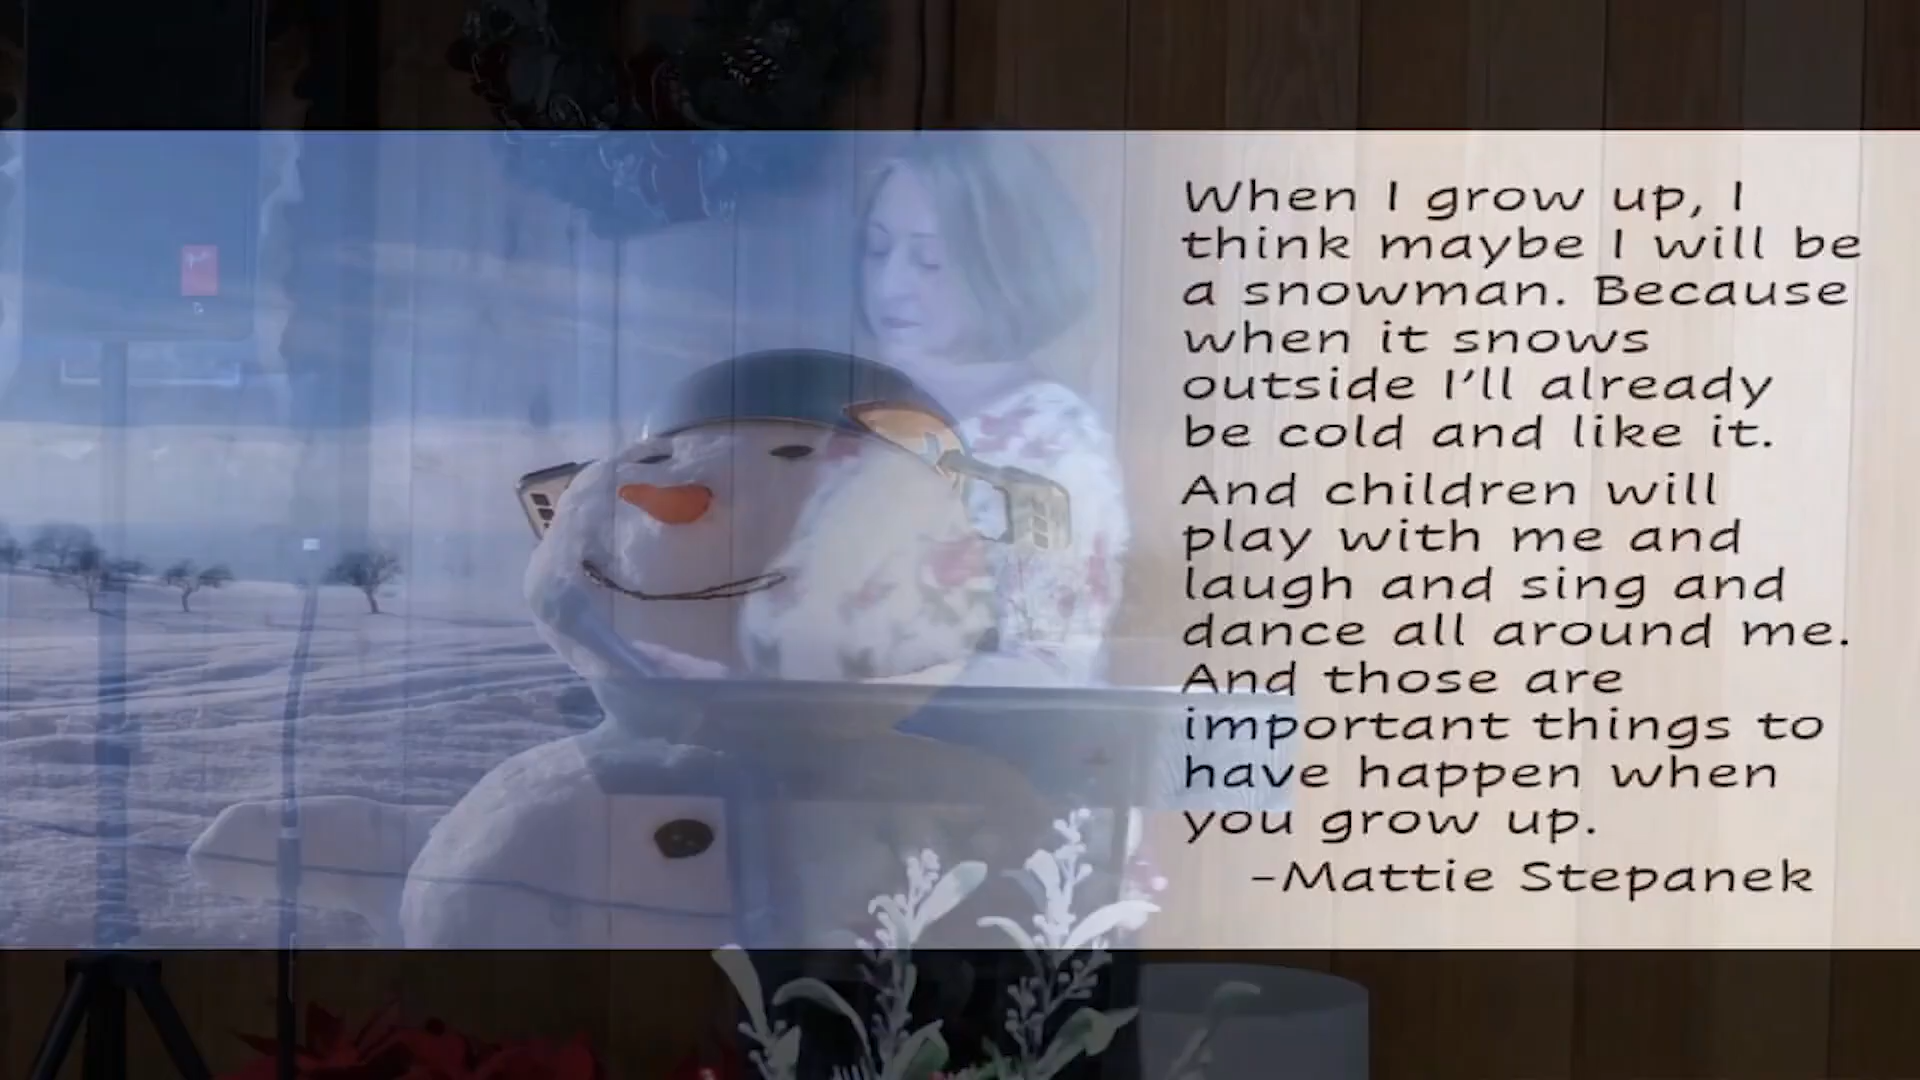 When I grow up, I
think maybe I will be
a snowman. Because
when it snows
outside I'll already
be cold and like it.
And children will
play with me and
laugh and sing and
dance all around me.
And those are
important things to
have happen when
you grow up.
-Mattie Stepanek